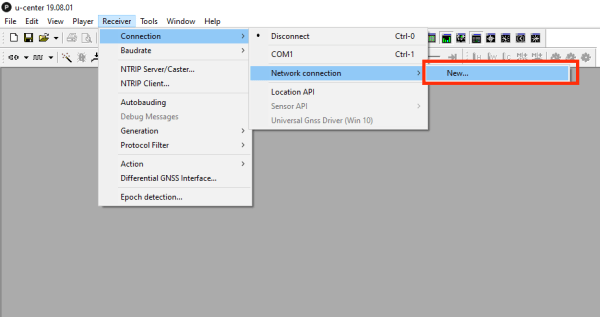 u-center 19.08.01
File Edit View Player Receiver Tools Window Help
Connection >
Baudrate >
NTRIP Server/Caster...
NTRIP Client...
Autobauding
Debug Messages
Generation >
Protocol Filter >
Action >
Differential GNSS Interface...
Epoch detection...
• Disconnect Ctrl-0
COM1 Ctrl-1
Network connection >
Location API
Sensor API >
Universal Gnss Driver (Win 10)
New...